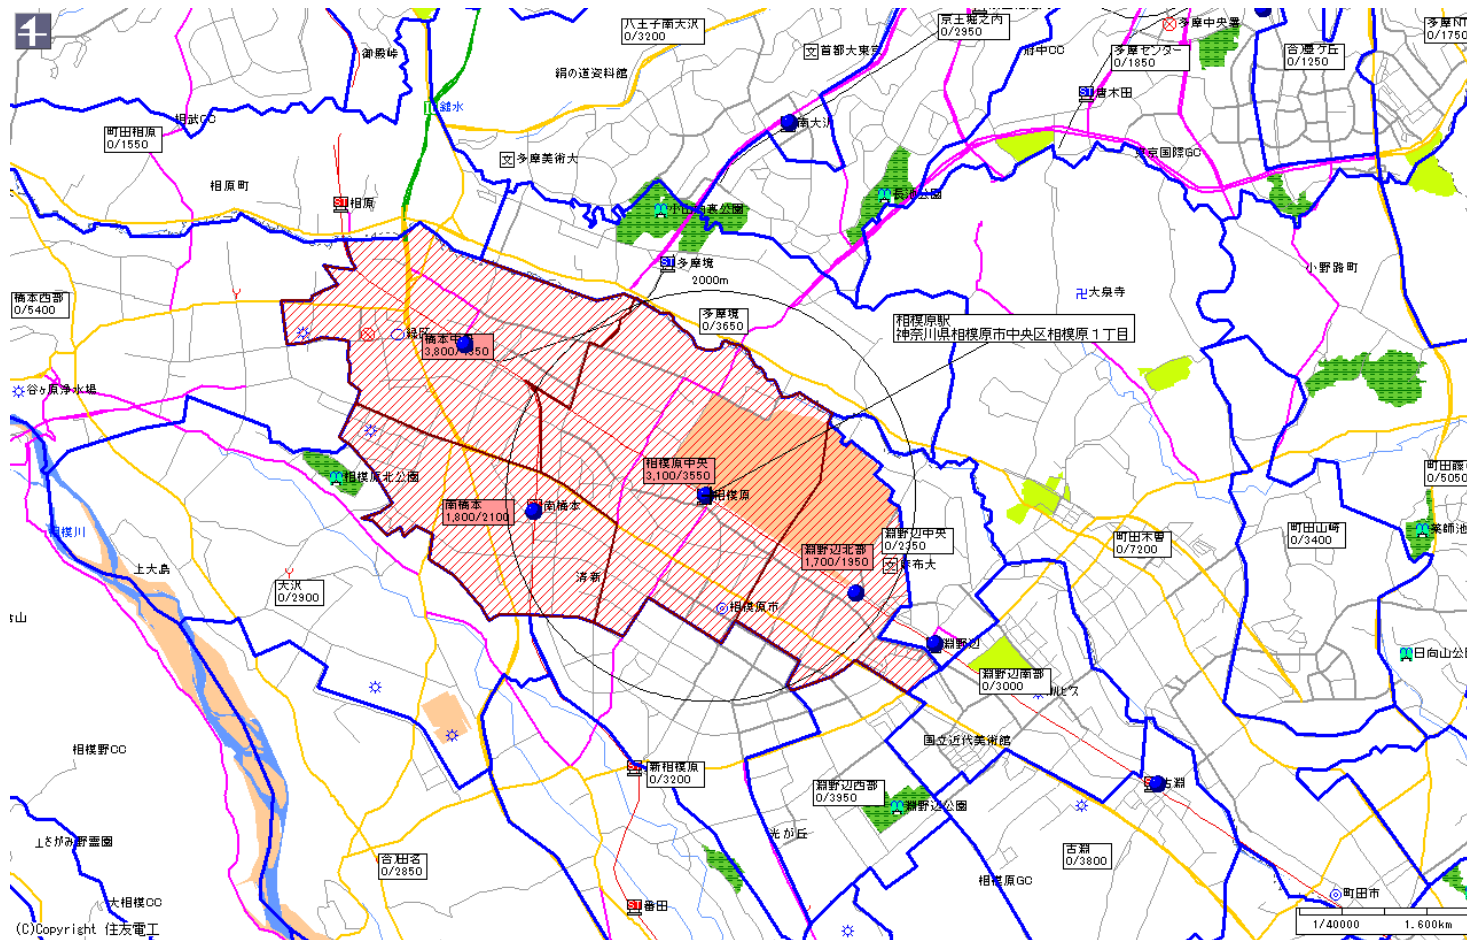 八王子南大沢
0/3200
京王堀之内
0/2950
多摩中央署
0/1750
御殿峠
首都大東京
府中CC
多摩センター
0/1850
0/1250
絹の道資料館
唐木田
鑓水
相武CC
町田相原
0/1550
南大沢
多摩美術大
東京国際GC
相原町
相原
長池公園
小山内裏公園
多摩境
2000m
小野路町
大泉寺
橋本西部
0/5400
多摩境
0/3650
相模原駅
神奈川県相模原市中央区相模原1丁目
緑区
3,800/4350
谷ヶ原浄水場
相模原中央
3,100/3550
相模原
相模原北公園
南橋本
1,800/2100
南橋本
0/5050
薬師池
町田山崎
0/3400
町田木曽
0/7200
淵野辺中央
0/2350
淵野辺北部
1,700/1950
麻布大
相模川
上大島
大沢
0/2900
清新
相模原市
淵野辺
日向山公
淵野辺南部
0/3000
国立近代美術館
相模野CC
新相模原
0/3200
淵野辺西部
0/3950
淵野辺公園
古淵
光が丘
さがみ野霊園
0/2850
古淵
0/3800
相模原GC
大相模CC
番田
町田市
(C)Copyright 住友電工
1/40000
1.600km